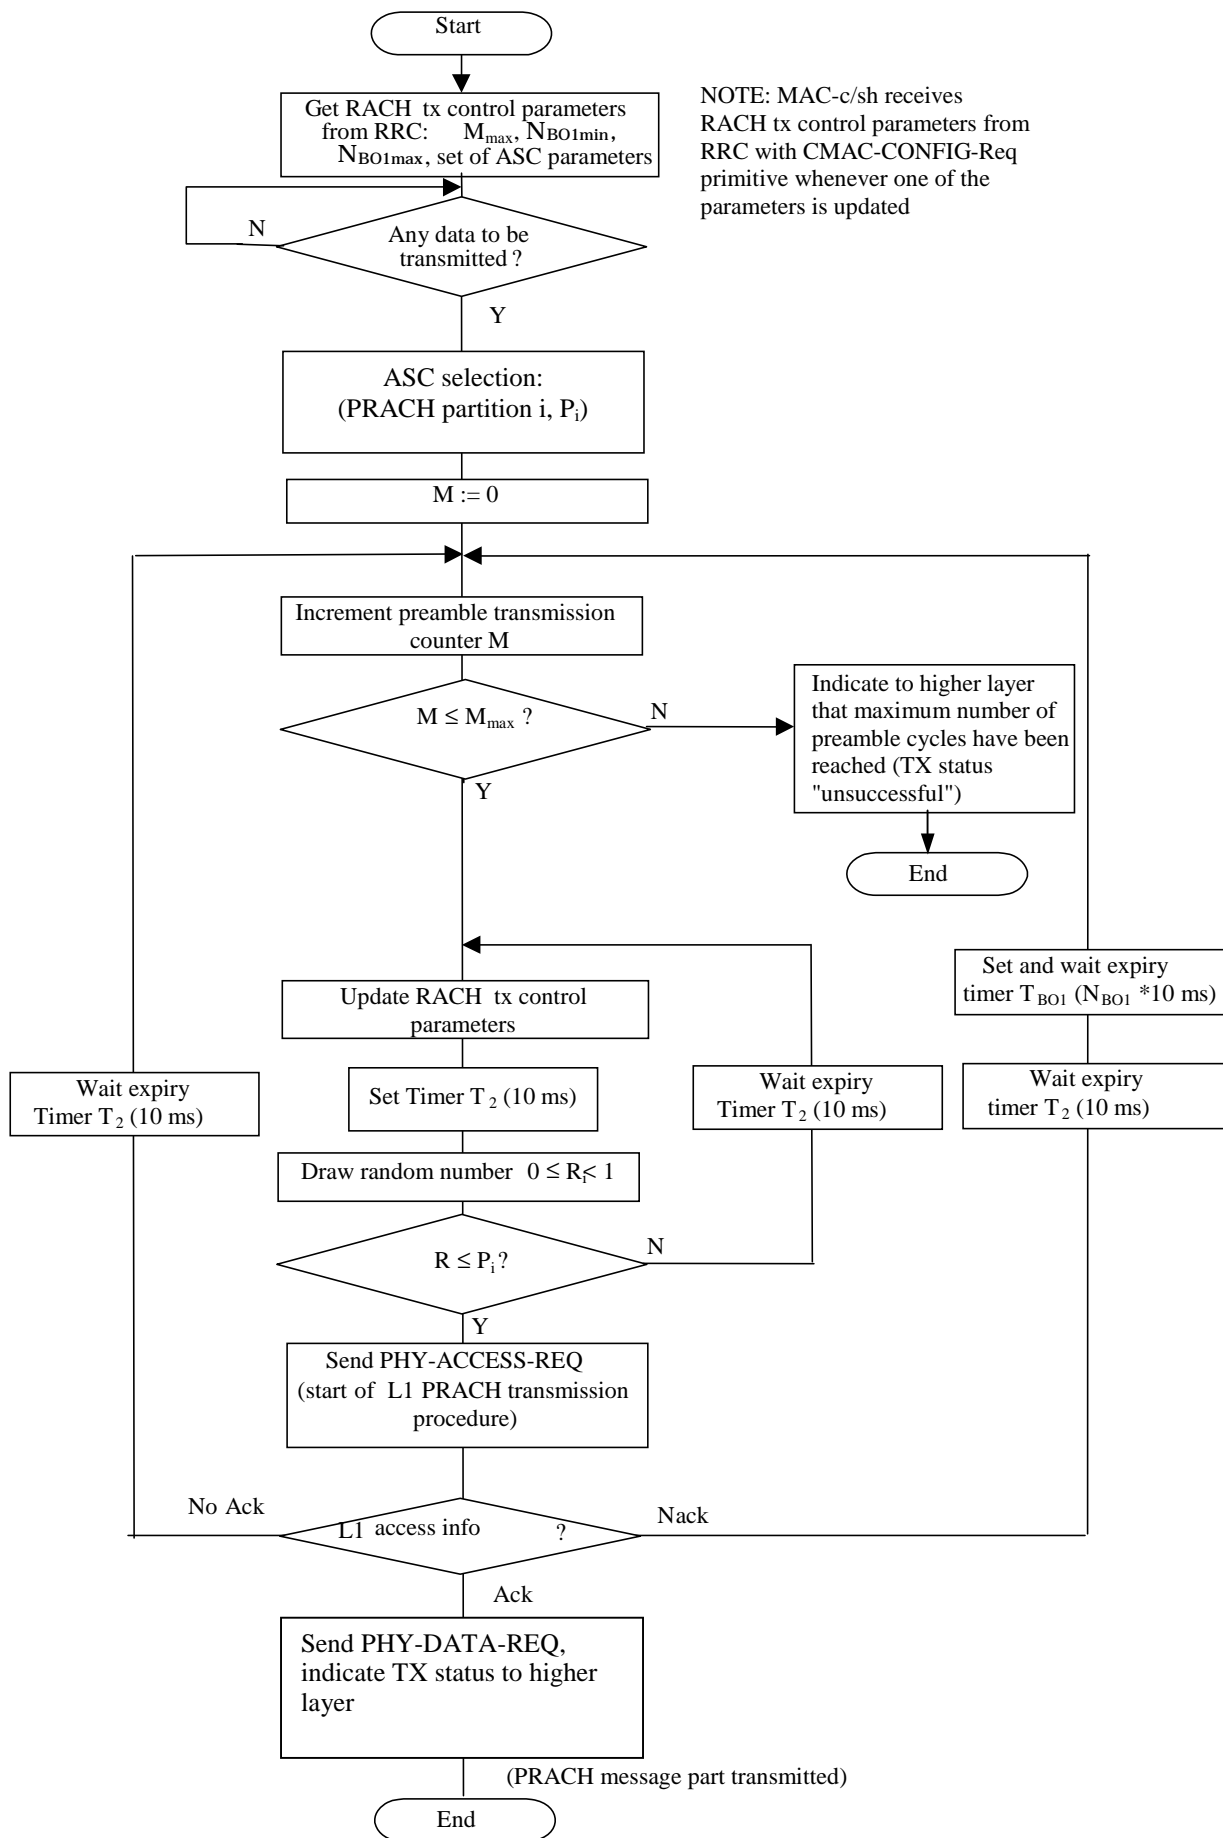 Start
Get RACH tx control parameters
from RRC: Mmax, NBO1min,
NBO1max, set of ASC parameters
NOTE: MAC-c/sh receives
RACH tx control parameters from
RRC with CMAC-CONFIG-Req
primitive whenever one of the
parameters is updated
N
Any data to be
transmitted ?
Y
ASC selection:
(PRACH partition i, Pi)
M := 0
Increment preamble transmission
counter M
M ≤ Mmax ?
N
Y
Indicate to higher layer
that maximum number of
preamble cycles have been
reached (TX status
"unsuccessful")
End
Update RACH tx control
parameters
Set and wait expiry
timer TBO1 (NBO1 *10 ms)
Wait expiry
Timer T2 (10 ms)
Set Timer T2 (10 ms)
Wait expiry
Timer T2 (10 ms)
Wait expiry
timer T2 (10 ms)
Draw random number 0 ≤ Ri< 1
R ≤ Pi ?
N
Y
Send PHY-ACCESS-REQ
(start of L1 PRACH transmission
procedure)
No Ack
L1 access info ?
Nack
Ack
Send PHY-DATA-REQ,
indicate TX status to higher
layer
(PRACH message part transmitted)
End